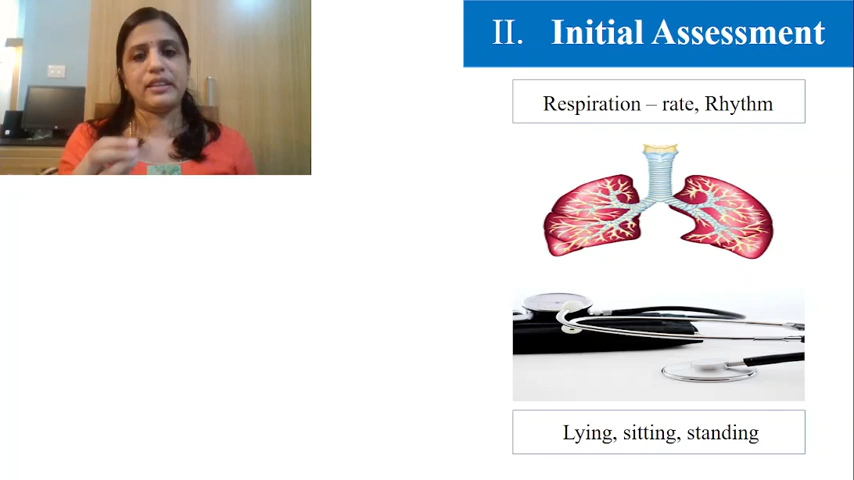 II. Initial Assessment
Respiration – rate, Rhythm
Lying, sitting, standing